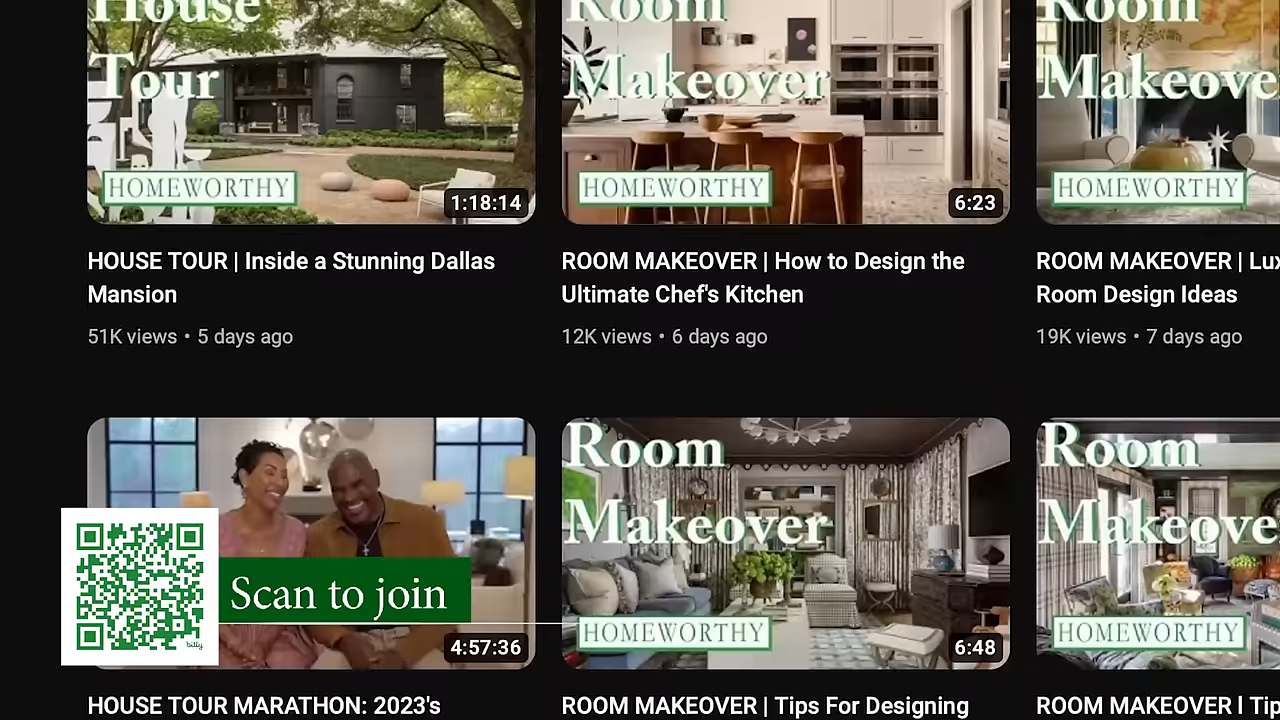 House
Tour
HOMEWORTHY
1:18:14
HOUSE TOUR | Inside a Stunning Dallas
Mansion
51K views • 5 days ago
Room
Makeover
HOMEWORTHY
6:23
ROOM MAKEOVER | How to Design the
Ultimate Chef's Kitchen
12K views • 6 days ago
Room
Makeove
HOMEWORTHY
ROOM MAKEOVER | Lux
Room Design Ideas
19K views • 7 days ago
Scan to join
billy
4:57:36
HOUSE TOUR MARATHON: 2023's
Room
Makeover
HOMEWORTHY
6:48
ROOM MAKEOVER | Tips For Designing
Room
Makeove
HOMEWORTHY
ROOM MAKEOVER l Tip